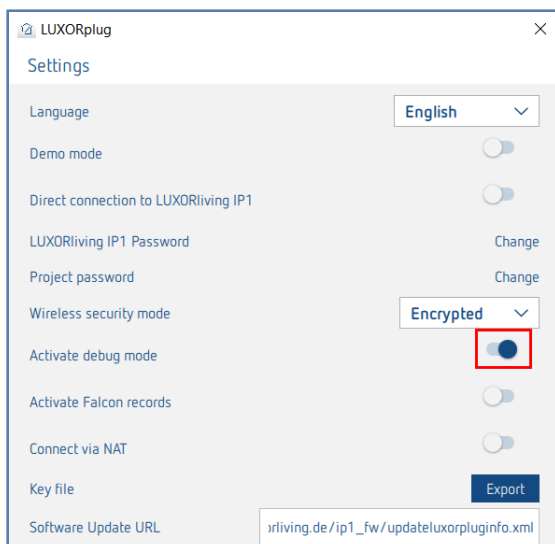 LUXORplug
Settings
Language English
Demo mode
Direct connection to LUXORliving IP1
LUXORliving IP1 Password Change
Project password Change
Wireless security mode Encrypted
Activate debug mode
Activate Falcon records
Connect via NAT
Key file Export
Software Update URL rliving.de/ip1_fw/updateluxorpluginfo.xml